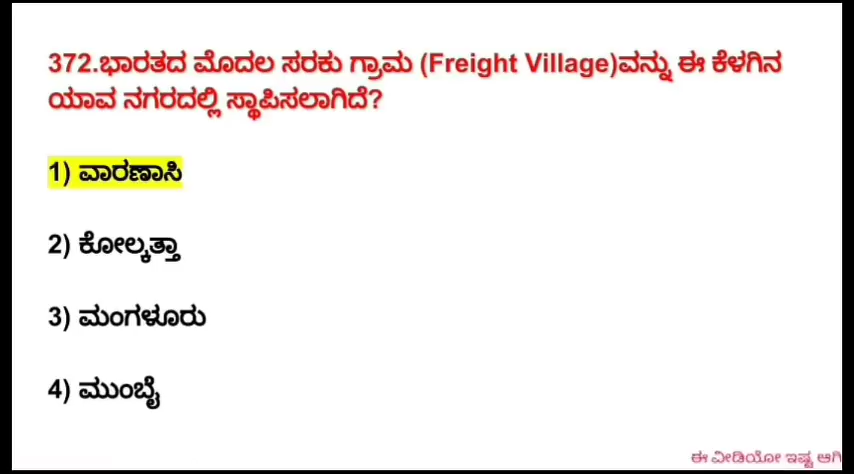 372.ಭಾರತದ ಮೊದಲ ಸರಕು ಗ್ರಾಮ (Freight Village)ವನ್ನು ಈ ಕೆಳಗಿನ
ಯಾವ ನಗರದಲ್ಲಿ ಸ್ಥಾಪಿಸಲಾಗಿದೆ?
1) ವಾರಣಾಸಿ
2) ಕೋಲ್ಕತ್ತಾ
3) ಮಂಗಳೂರು
4) ಮುಂಬೈ
ಈ ವೀಡಿಯೋ ಇಷ್ಟ ಆಗಿ